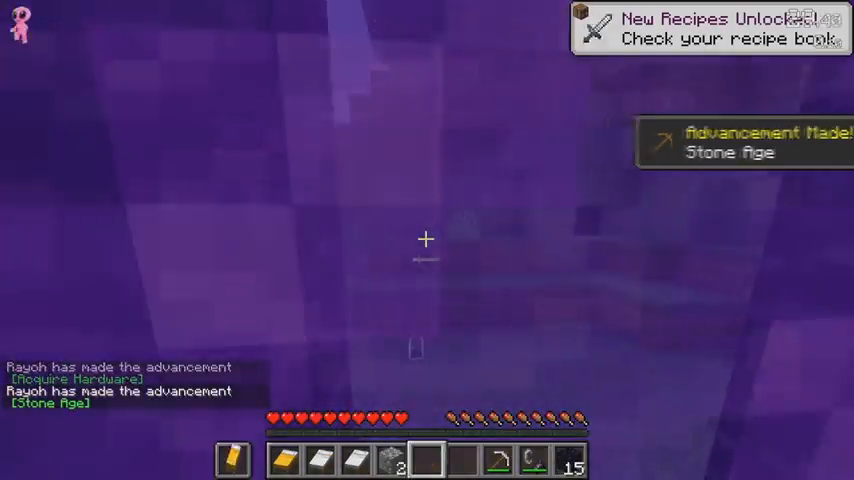 New Recipes Unlocked!
Check your recipe book
Advancement Made!
Stone Age
Rayoh has made the advancement
[Acquire Hardware]
Rayoh has made the advancement
[Stone Age]
2
15